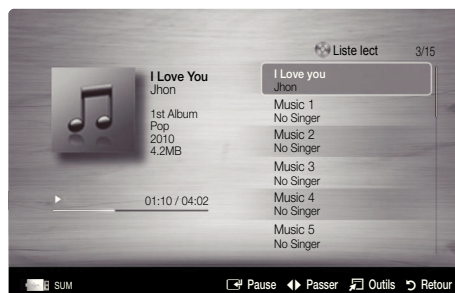 Liste lect 3/15
I Love You
Jhon
1st Album
Pop
2010
4.2MB
01:10 / 04:02
I Love you
Jhon
Music 1
No Singer
Music 2
No Singer
Music 3
No Singer
Music 4
No Singer
Music 5
No Singer
SUM Pause Passer Outils Retour